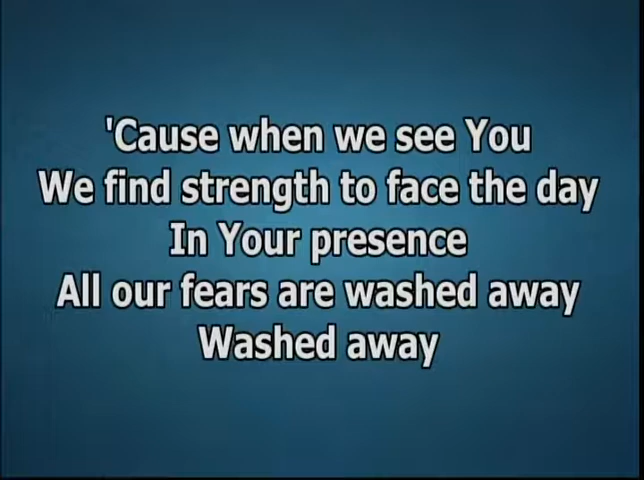 'Cause when we see You
We find strength to face the day
In Your presence
All our fears are washed away
Washed away